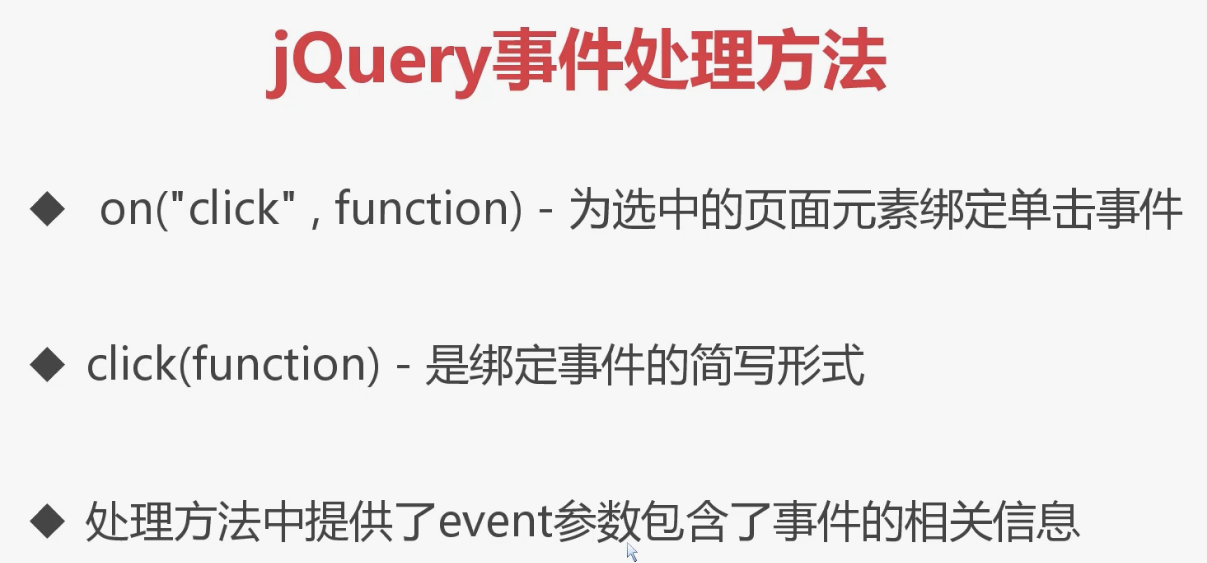 jQuery事件处理方法
◆ on("click" , function) - 为选中的页面元素绑定单击事件
◆ click(function) - 是绑定事件的简写形式
◆ 处理方法中提供了event参数包含了事件的相关信息